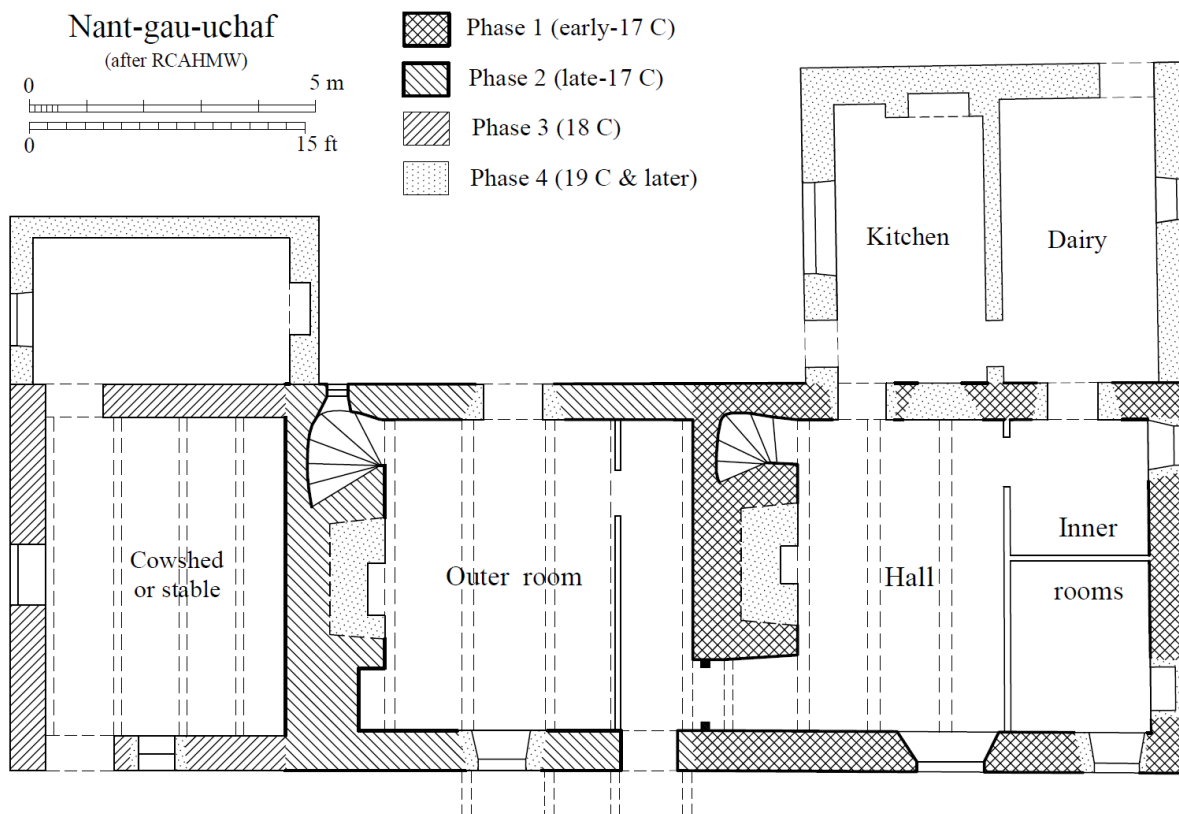 Nant-gau-uchaf
(after RCAHMW)
0 5 m
0 15 ft
Phase 1 (early-17 C)
Phase 2 (late-17 C)
Phase 3 (18 C)
Phase 4 (19 C & later)
Kitchen
Dairy
Cowshed
or stable
Outer room
Hall
Inner
rooms